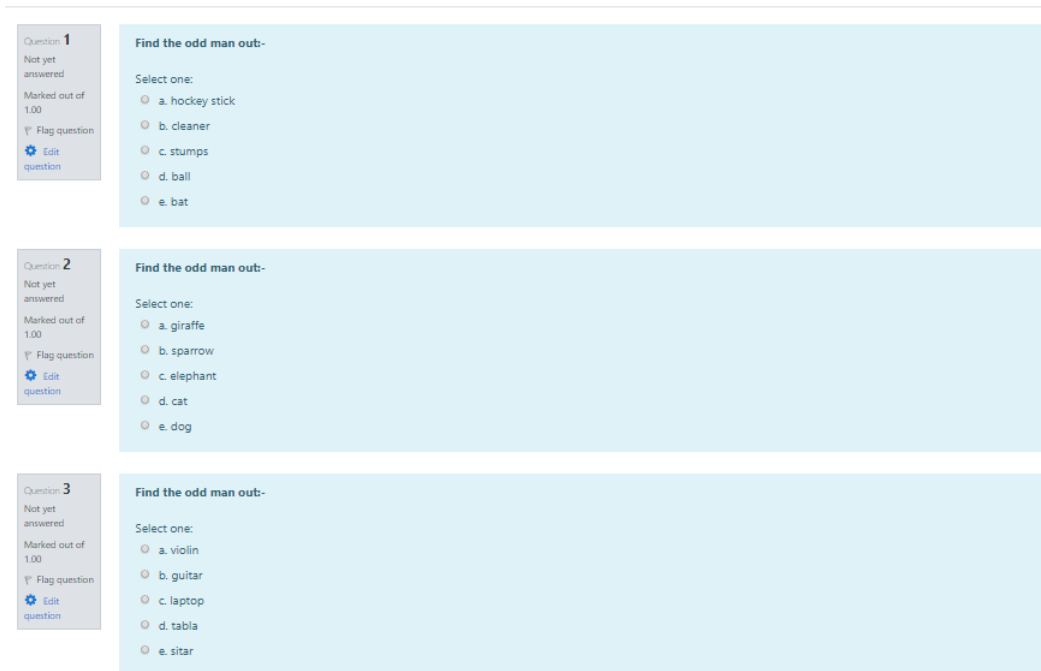 Question 1
Not yet
answered
Marked out of
1.00
Flag question
Edit
question
Find the odd man out:-
Select one:
a. hockey stick
b. cleaner
c. stumps
d. ball
e. bat
Question 2
Not yet
answered
Marked out of
1.00
Flag question
Edit
question
Find the odd man out:-
Select one:
a. giraffe
b. sparrow
c. elephant
d. cat
e. dog
Question 3
Not yet
answered
Marked out of
1.00
Flag question
Edit
question
Find the odd man out:-
Select one:
a. violin
b. guitar
c. laptop
d. tabla
e. sitar